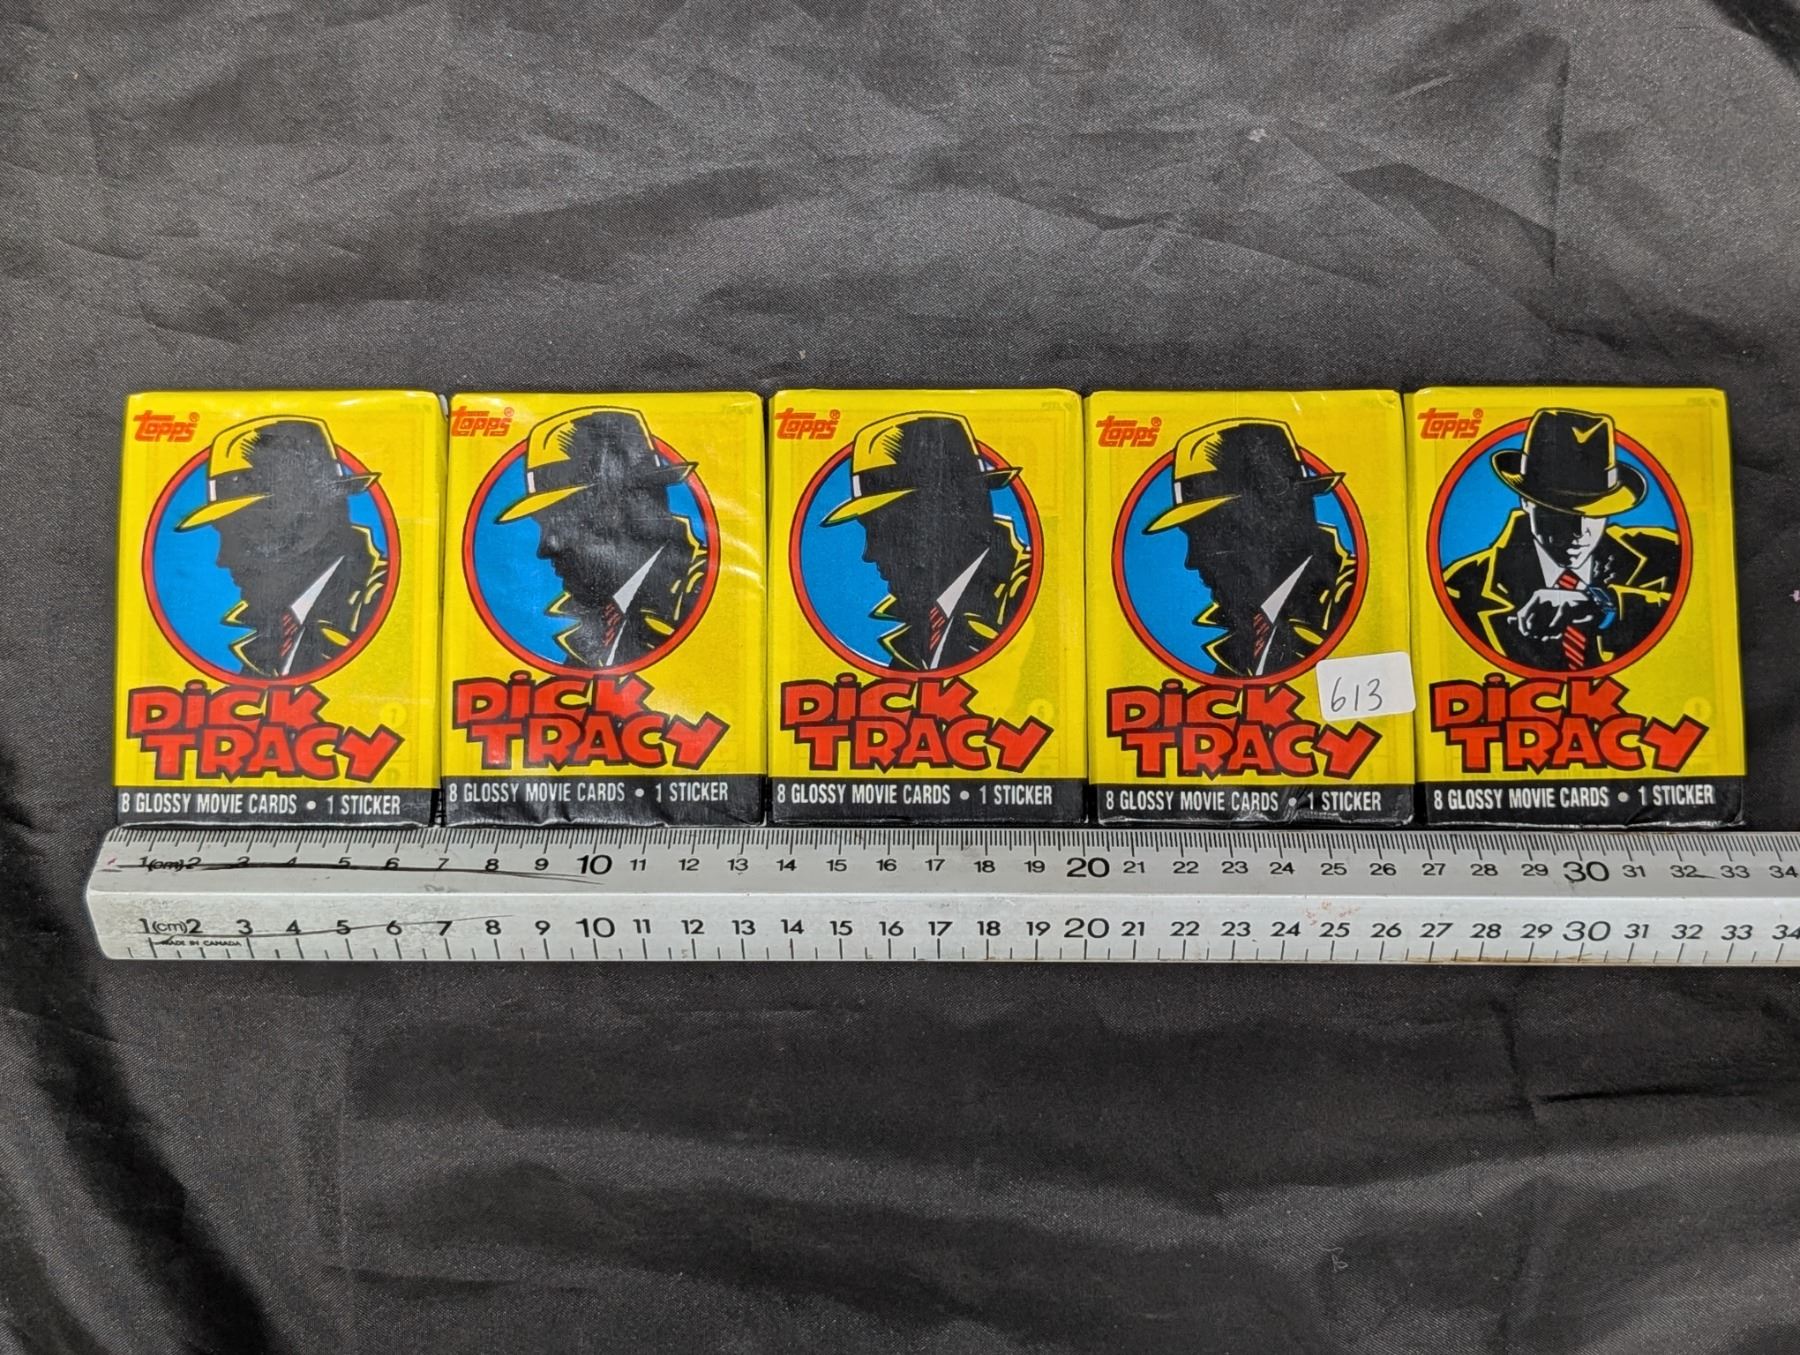 Topps®
DICK TRACY
8 GLOSSY MOVIE CARDS • 1 STICKER
Topps®
DICK TRACY
8 GLOSSY MOVIE CARDS • 1 STICKER
Topps®
DICK TRACY
8 GLOSSY MOVIE CARDS • 1 STICKER
Topps®
DICK TRACY
613
8 GLOSSY MOVIE CARDS • 1 STICKER
Topps®
DICK TRACY
8 GLOSSY MOVIE CARDS • 1 STICKER
1(cm)2 3 4 5 6 7 8 9 10 11 12 13 14 15 16 17 18 19 20 21 22 23 24 25 26 27 28 29 30 31 32 33 34
1(cm)2 3 4 5 6 7 8 9 10 11 12 13 14 15 16 17 18 19 20 21 22 23 24 25 26 27 28 29 30 31 32 33 34
MADE IN CANADA